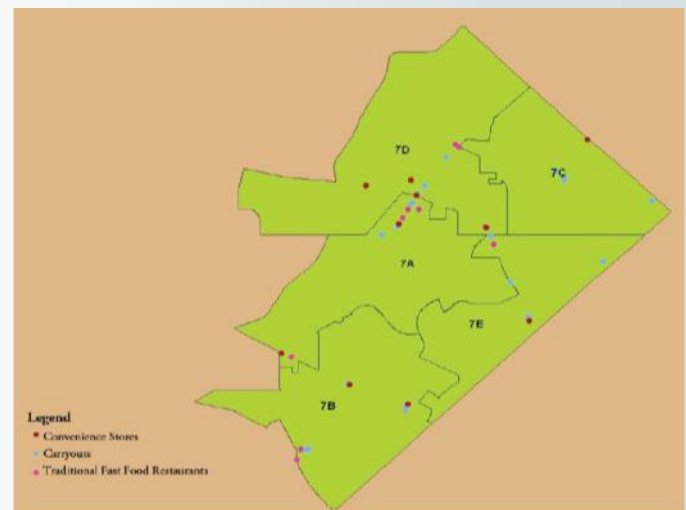 7D
7C
7A
7E
7B
Legend
Convenience Stores
Carryouts
Traditional Fast Food Restaurants